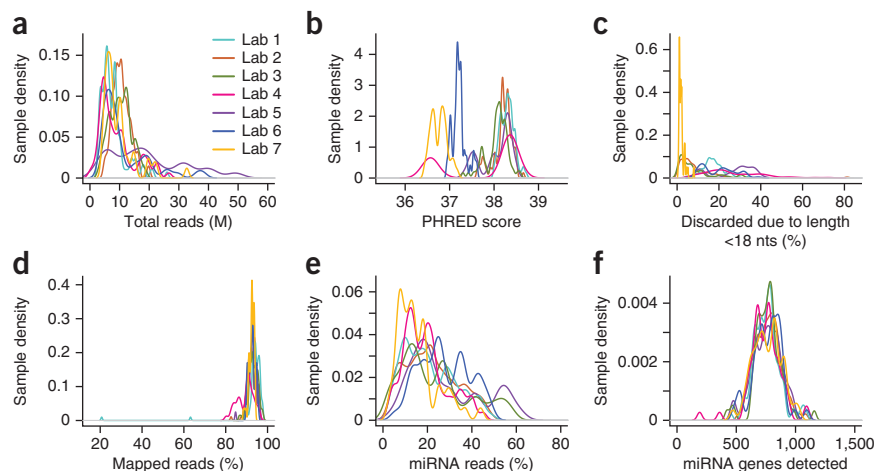 a
Sample density
0.15
0.10
0.05
0
0 10 20 30 40 50 60
Total reads (M)
Lab 1
Lab 2
Lab 3
Lab 4
Lab 5
Lab 6
Lab 7
b
Sample density
4
3
2
1
0
36 37 38 39
PHRED score
c
Sample density
0.6
0.4
0.2
0
0 20 40 60 80
Discarded due to length
<18 nts (%)
d
Sample density
0.4
0.3
0.2
0.1
0
20 40 60 80 100
Mapped reads (%)
e
Sample density
0.06
0.04
0.02
0
0 20 40 60 80
miRNA reads (%)
f
Sample density
0.004
0.002
0
0 500 1,000 1,500
miRNA genes detected